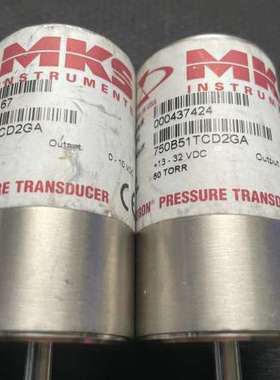 MKS
INSTRUMENTS
67
CD2GA
Output
0 - 10 VDC
RE TRANSDUCER
MKS
INSTRUM
000437424
750B51TCD2GA
+13 - 32 VDC
Output
50 TORR
PRESSURE TRANSDU